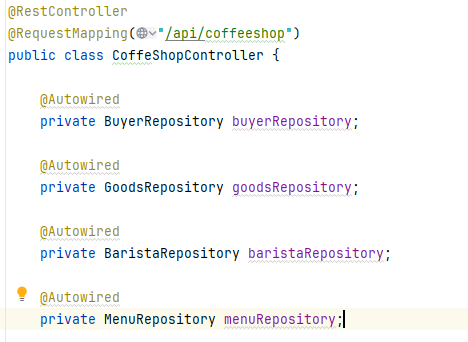 @RestController
@RequestMapping("/api/coffeeshop")
public class CoffeShopController {
@Autowired
private BuyerRepository buyerRepository;
@Autowired
private GoodsRepository goodsRepository;
@Autowired
private BaristaRepository baristaRepository;
@Autowired
private MenuRepository menuRepository;